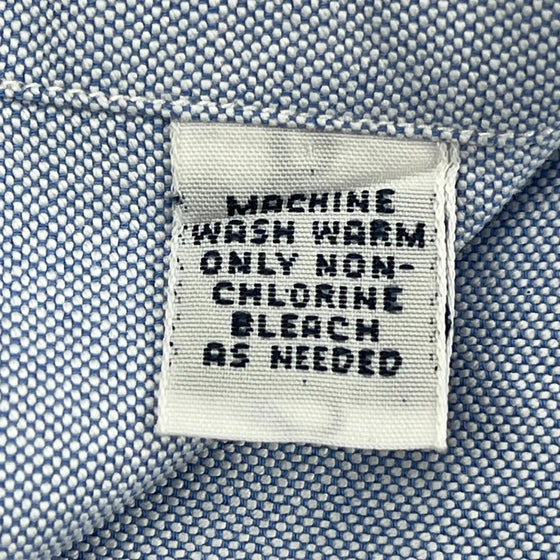 MACHINE
WASH WARM
ONLY NON-
CHLORINE
BLEACH
AS NEEDED